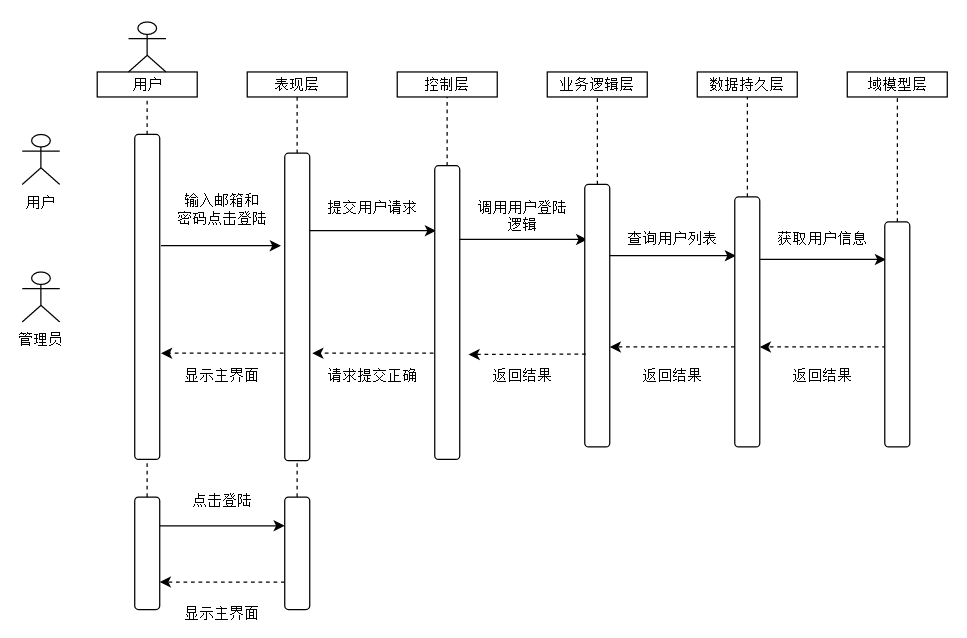 用户
表现层
控制层
业务逻辑层
数据持久层
域模型层
用户
管理员
输入邮箱和
密码点击登陆
提交用户请求
调用用户登陆
逻辑
查询用户列表
获取用户信息
显示主界面
请求提交正确
返回结果
返回结果
返回结果
点击登陆
显示主界面